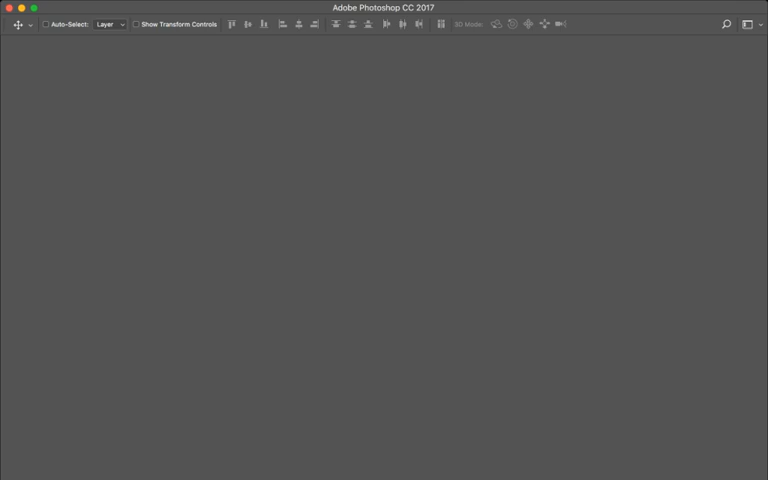 Adobe Photoshop CC 2017
Auto-Select: Layer Show Transform Controls 3D Mode: